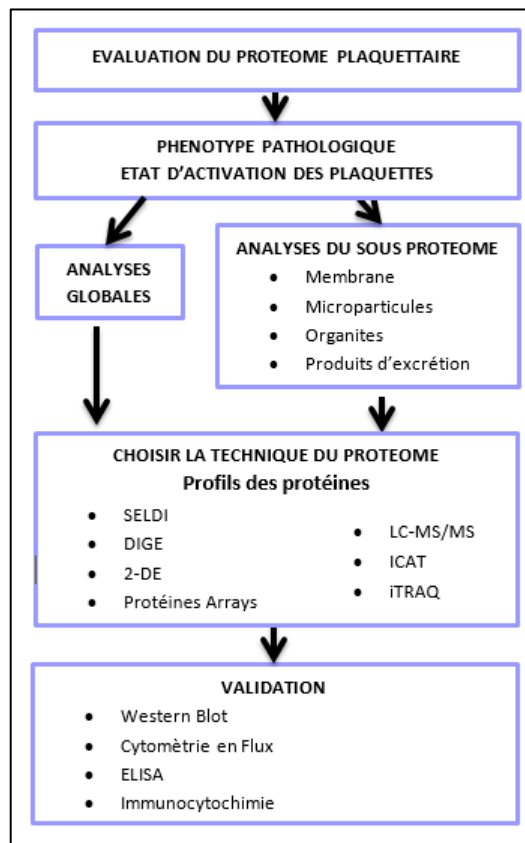 EVALUATION DU PROTEOME PLAQUETTAIRE
PHENOTYPE PATHOLOGIQUE
ETAT D'ACTIVATION DES PLAQUETTES
ANALYSES
GLOBALES
ANALYSES DU SOUS PROTEOME
• Membrane
• Microparticules
• Organites
• Produits d'excrétion
CHOISIR LA TECHNIQUE DU PROTEOME
Profils des protéines
• SELDI
• DIGE
• 2-DE
• Protéines Arrays
• LC-MS/MS
• ICAT
• iTRAQ
VALIDATION
• Western Blot
• Cytomètrie en Flux
• ELISA
• Immunocytochimie